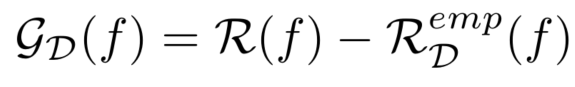 𝒢_𝒟(f) = ℛ(f) − ℛ_𝒟^{emp}(f)